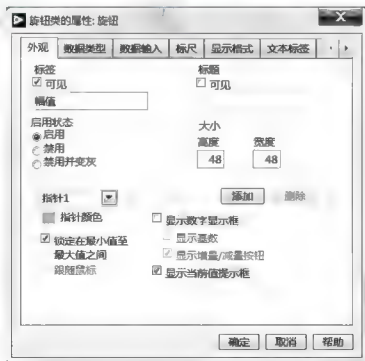 旋钮类的属性: 旋钮
外观 数据类型 数据输入 标尺 显示格式 文本标签
标签
可见
幅值
标题
可见
启用状态
启用
禁用
禁用并变灰
大小
高度 宽度
48 48
指针1
添加 删除
指针颜色
锁定在最小值至
最大值之间
跟随鼠标
显示数字显示框
显示基数
显示增量/减量按钮
显示当前值提示框
确定 取消 帮助